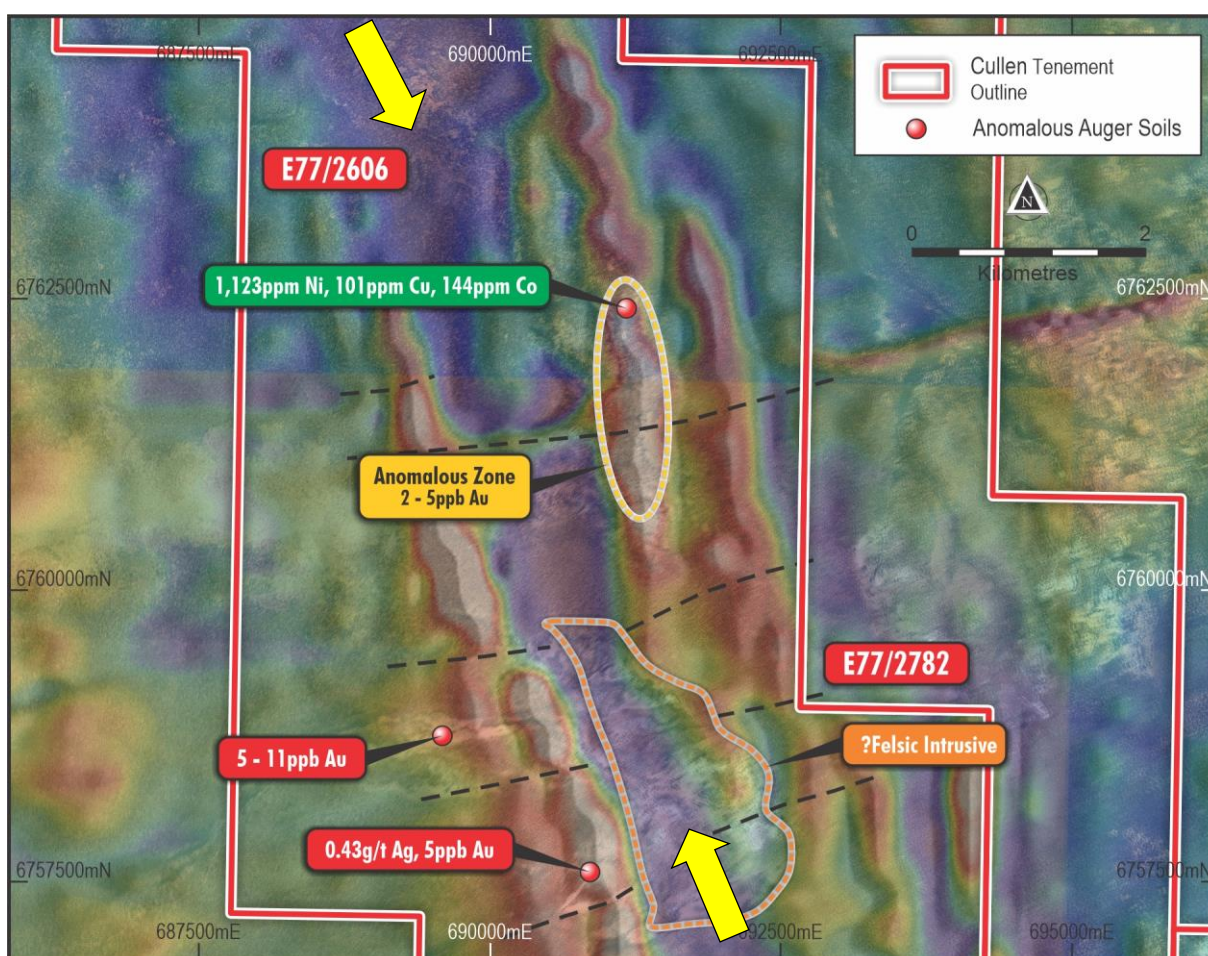 687500mE
690000mE
692500mE
Cullen Tenement
Outline
Anomalous Auger Soils
E77/2606
N
0
2
Kilometres
1,123ppm Ni, 101ppm Cu, 144ppm Co
6762500mN
6762500mN
Anomalous Zone
2 - 5ppb Au
6760000mN
6760000mN
E77/2782
5 - 11ppb Au
?Felsic Intrusive
0.43g/t Ag, 5ppb Au
6757500mN
6757500mN
687500mE
690000mE
692500mE
695000mE